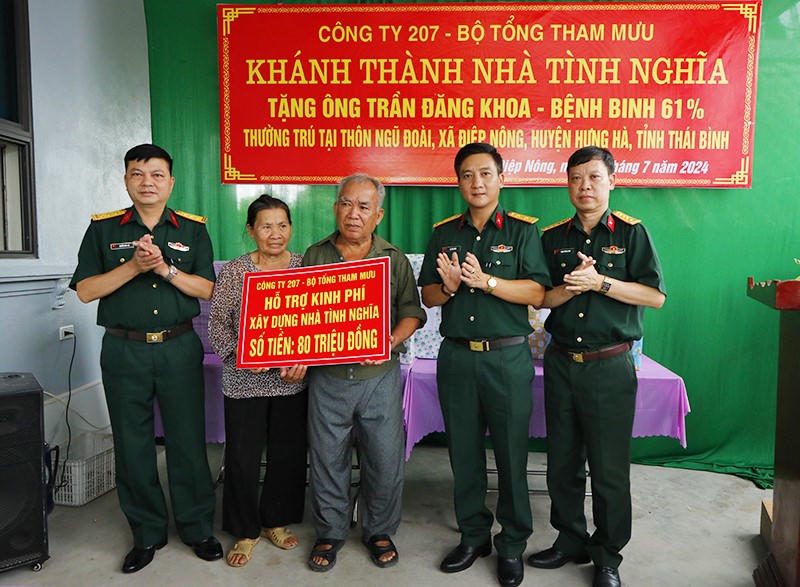 CÔNG TY 207 - BỘ TỔNG THAM MƯU
KHÁNH THÀNH NHÀ TÌNH NGHĨA
TẶNG ÔNG TRẦN ĐĂNG KHOA - BỆNH BINH 61%
THƯỜNG TRÚ TẠI THÔN NGŨ ĐOÀI, XÃ ĐIỆP NÔNG, HUYỆN HƯNG HÀ, TỈNH THÁI BÌNH
Điệp Nông, tháng 7 năm 2024
CÔNG TY 207 - BỘ TỔNG THAM MƯU
HỖ TRỢ KINH PHÍ
XÂY DỰNG NHÀ TÌNH NGHĨA
SỐ TIỀN: 80 TRIỆU ĐỒNG